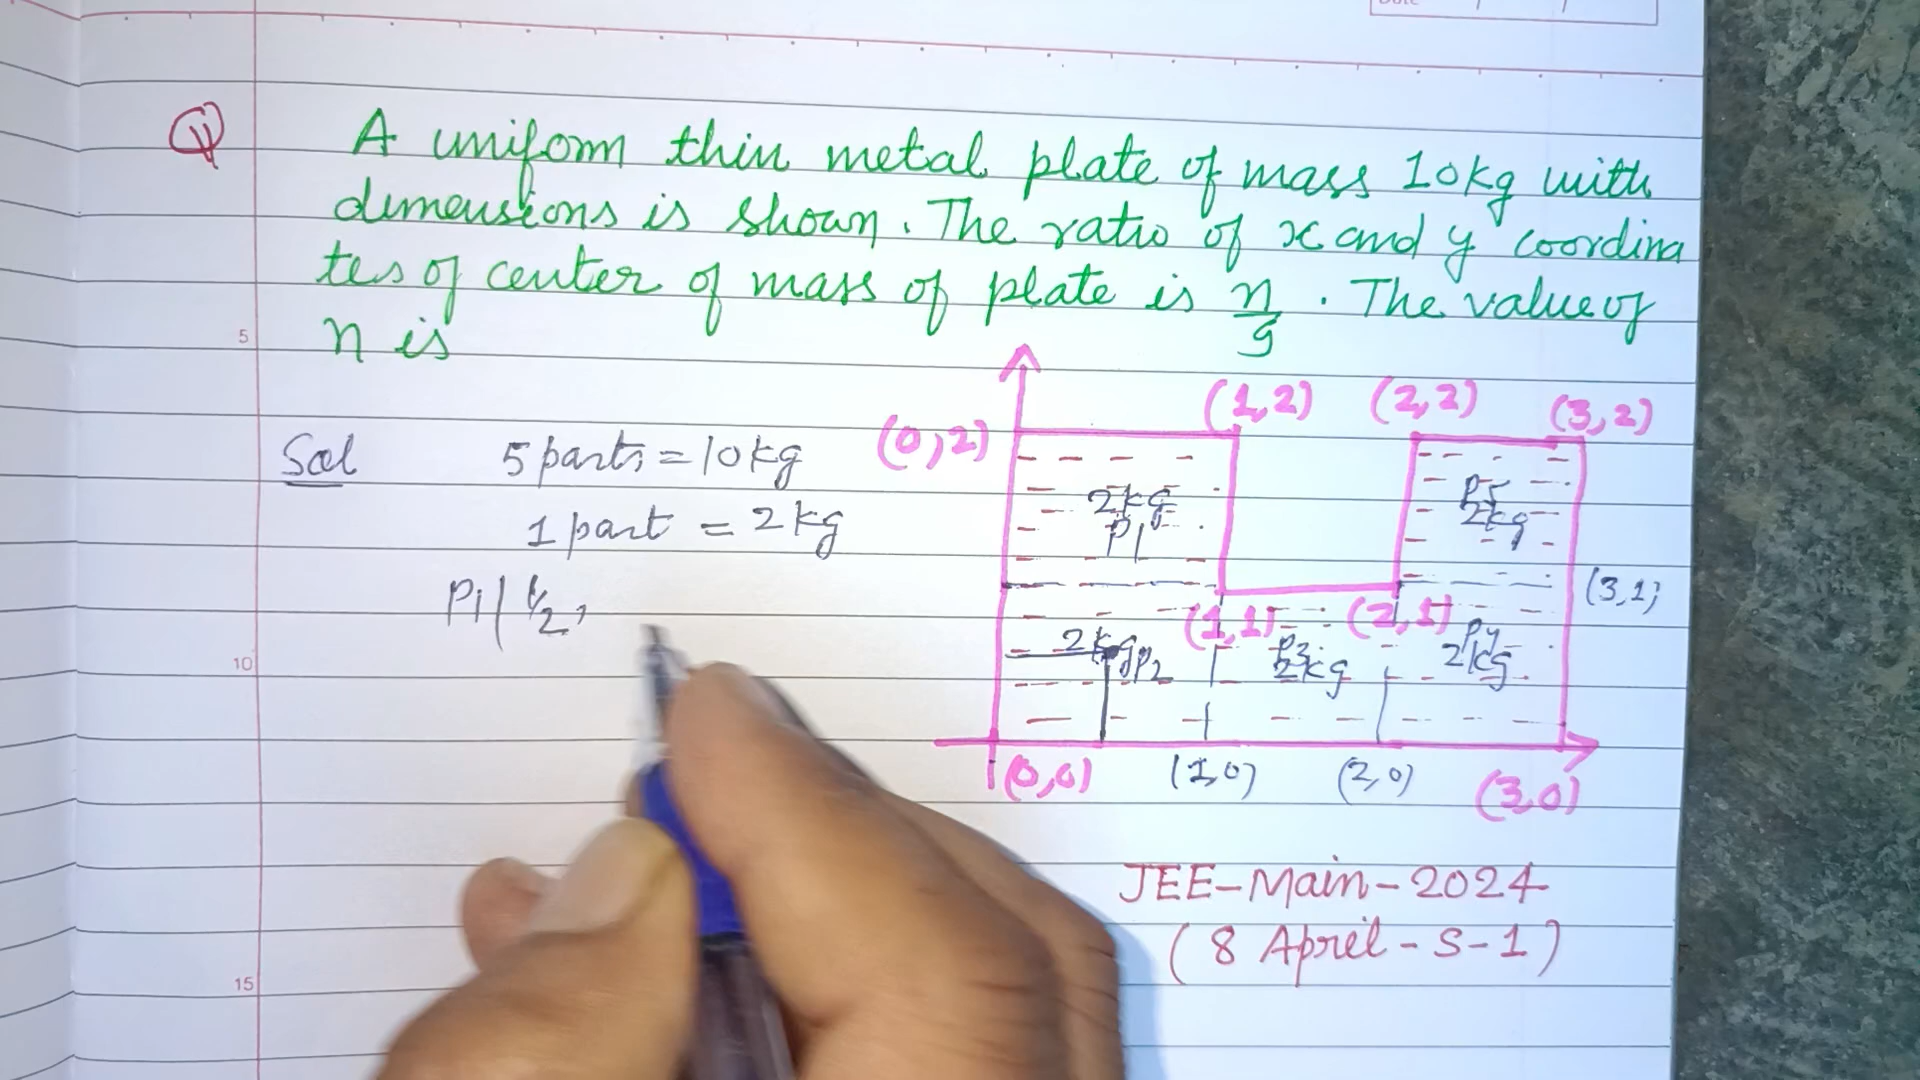 Date
Q
A uniform thin metal plate of mass 10kg with
dimensions is shown. The ratio of x and y coordina
tes of center of mass of plate is n/9. The value of
n is
5
(1,2) (2,2) (3,2)
(0,2)
Sol 5 parts = 10kg
1 part = 2kg
P1 ( 1/2,
2kg
P1
P5
2kg
(3,1)
(1,1) (2,1)
2kg P2
P3
2kg
P4
2kg
10
(0,0) (1,0) (2,0) (3,0)
JEE-Main-2024
(8 April-S-1)
15